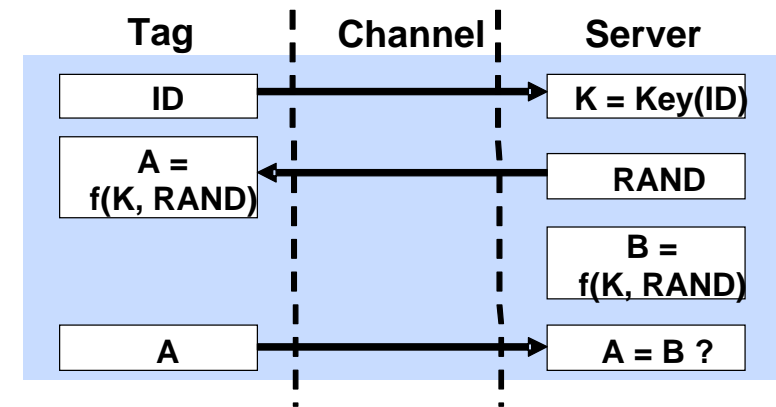 Tag Channel Server
ID K = Key(ID)
A =
f(K, RAND) RAND
B =
f(K, RAND)
A A = B ?